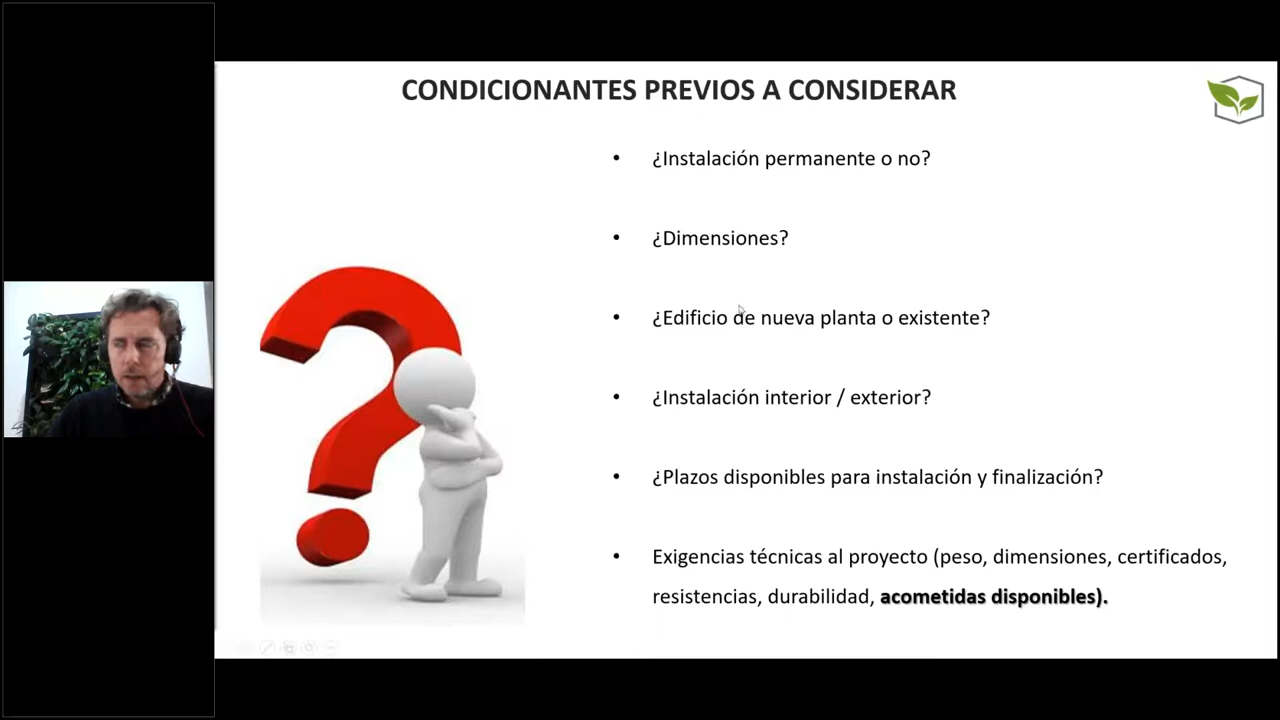 CONDICIONANTES PREVIOS A CONSIDERAR
• ¿Instalación permanente o no?
• ¿Dimensiones?
• ¿Edificio de nueva planta o existente?
• ¿Instalación interior / exterior?
• ¿Plazos disponibles para instalación y finalización?
• Exigencias técnicas al proyecto (peso, dimensiones, certificados,
resistencias, durabilidad, acometidas disponibles).